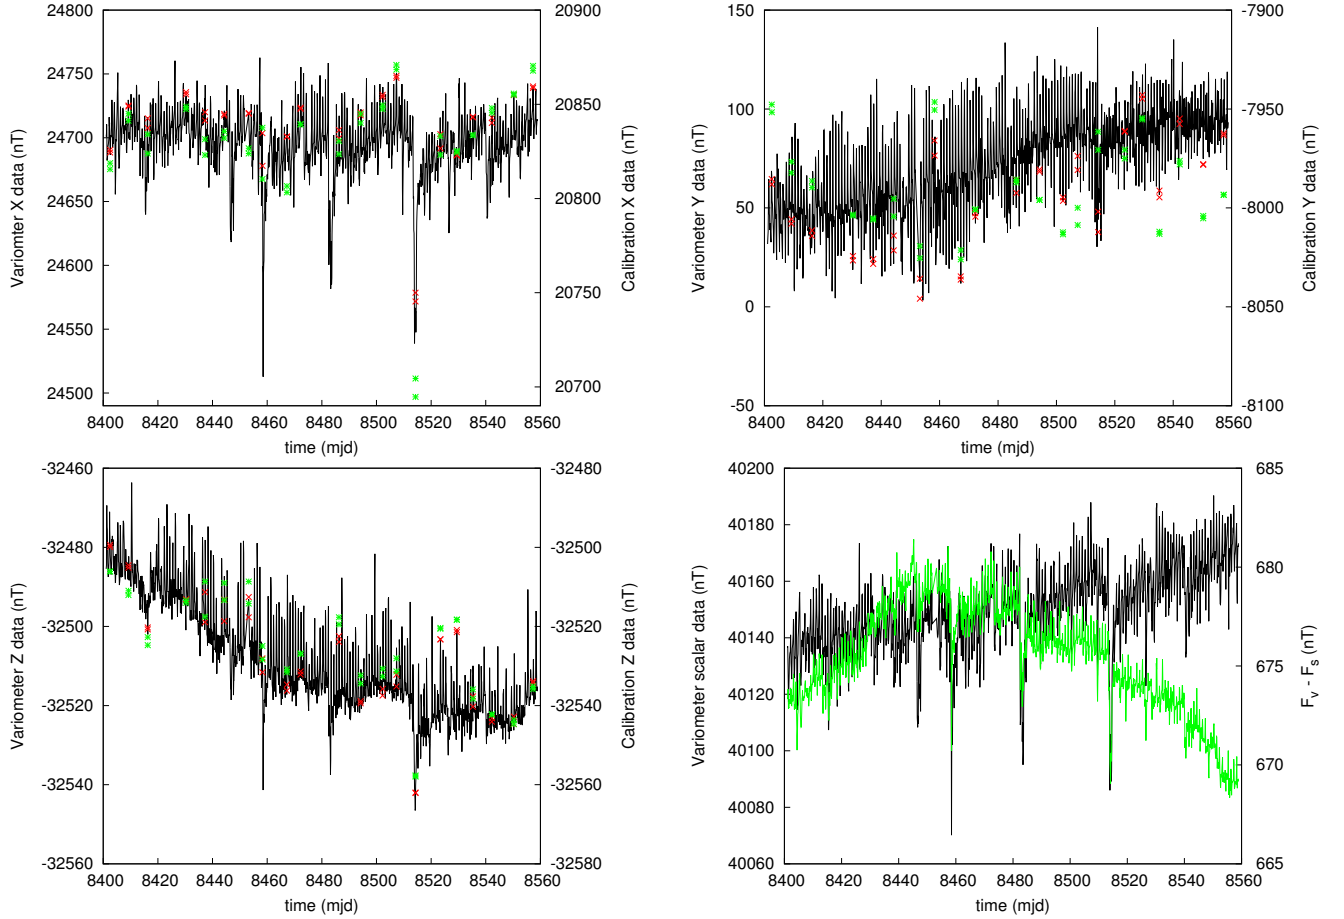 24800
24750
24700
24650
24600
24550
24500
20900
20850
20800
20750
20700
8400 8420 8440 8460 8480 8500 8520 8540 8560
time (mjd)
Variomter X data (nT)
Calibration X data (nT)
150
100
50
0
-50
-7900
-7950
-8000
-8050
-8100
8400 8420 8440 8460 8480 8500 8520 8540 8560
time (mjd)
Variometer Y data (nT)
Calibration Y data (nT)
-32460
-32480
-32500
-32520
-32540
-32560
-32480
-32500
-32520
-32540
-32560
-32580
8400 8420 8440 8460 8480 8500 8520 8540 8560
time (mjd)
Variometer Z data (nT)
Calibration Z data (nT)
40200
40180
40160
40140
40120
40100
40080
40060
685
680
675
670
665
8400 8420 8440 8460 8480 8500 8520 8540 8560
time (mjd)
Variometer scalar data (nT)
Fv - Fs (nT)